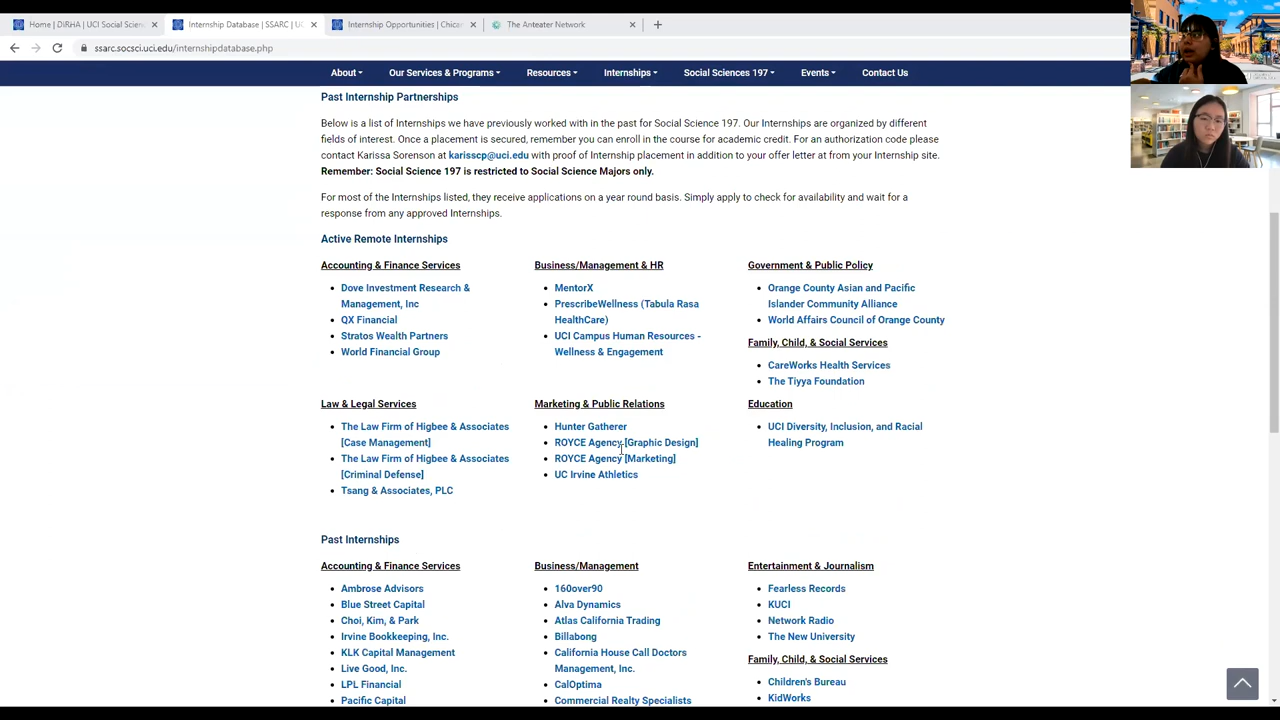 Home | DIRHA | UCI Social Scien
Internship Database | SSARC | UC
Internship Opportunities | Chican
The Anteater Network
ssarc.socsci.uci.edu/internshipdatabase.php
About
Our Services & Programs
Resources
Internships
Social Sciences 197
Events
Contact Us
Past Internship Partnerships
Below is a list of Internships we have previously worked with in the past for Social Science 197. Our Internships are organized by different
fields of interest. Once a placement is secured, remember you can enroll in the course for academic credit. For an authorization code please
contact Karissa Sorenson at karisscp@uci.edu with proof of Internship placement in addition to your offer letter at from your Internship site.
Remember: Social Science 197 is restricted to Social Science Majors only.
For most of the Internships listed, they receive applications on a year round basis. Simply apply to check for availability and wait for a
response from any approved Internships.
Active Remote Internships
Accounting & Finance Services
Dove Investment Research &
Management, Inc
QX Financial
Stratos Wealth Partners
World Financial Group
Business/Management & HR
MentorX
PrescribeWellness (Tabula Rasa
HealthCare)
UCI Campus Human Resources -
Wellness & Engagement
Government & Public Policy
Orange County Asian and Pacific
Islander Community Alliance
World Affairs Council of Orange County
Family, Child, & Social Services
CareWorks Health Services
The Tiyya Foundation
Law & Legal Services
The Law Firm of Higbee & Associates
[Case Management]
The Law Firm of Higbee & Associates
[Criminal Defense]
Tsang & Associates, PLC
Marketing & Public Relations
Hunter Gatherer
ROYCE Agency [Graphic Design]
ROYCE Agency [Marketing]
UC Irvine Athletics
Education
UCI Diversity, Inclusion, and Racial
Healing Program
Past Internships
Accounting & Finance Services
Ambrose Advisors
Blue Street Capital
Choi, Kim, & Park
Irvine Bookkeeping, Inc.
KLK Capital Management
Live Good, Inc.
LPL Financial
Pacific Capital
Business/Management
160over90
Alva Dynamics
Atlas California Trading
Billabong
California House Call Doctors
Management, Inc.
CalOptima
Commercial Realty Specialists
Entertainment & Journalism
Fearless Records
KUCI
Network Radio
The New University
Family, Child, & Social Services
Children's Bureau
KidWorks